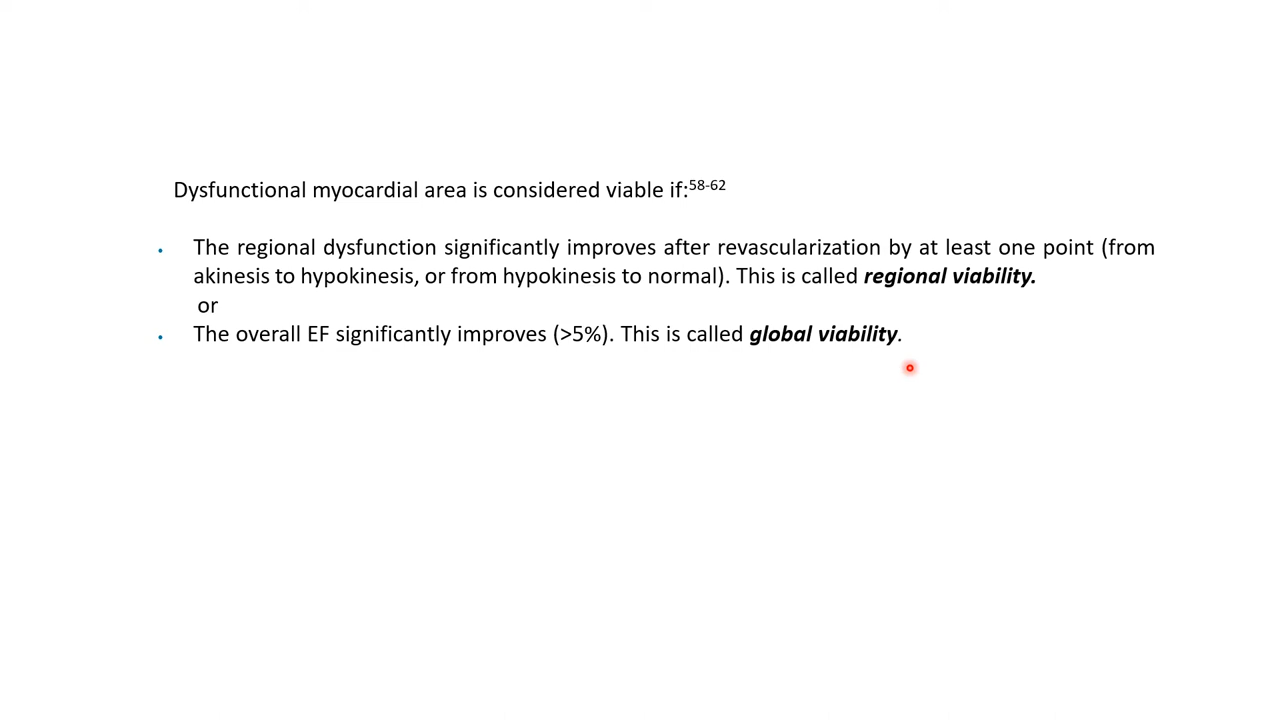 Dysfunctional myocardial area is considered viable if:58-62
• The regional dysfunction significantly improves after revascularization by at least one point (from
akinesis to hypokinesis, or from hypokinesis to normal). This is called regional viability.
or
• The overall EF significantly improves (>5%). This is called global viability.